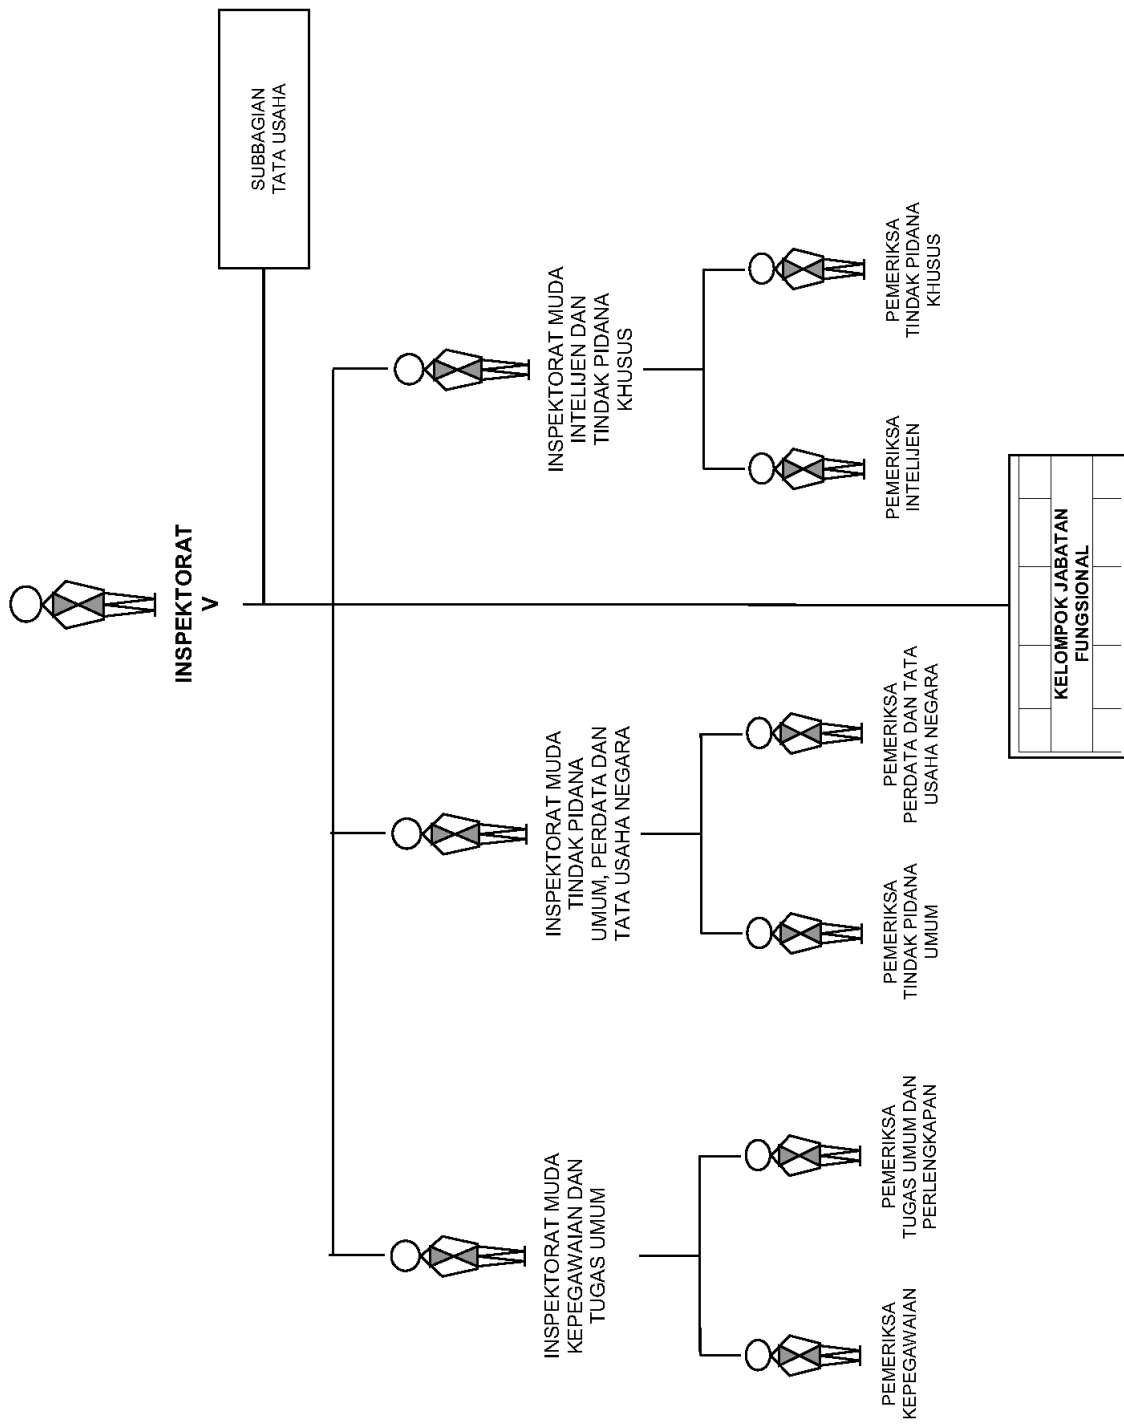 INSPEKTORAT
V
SUBBAGIAN
TATA USAHA
INSPEKTORAT MUDA
KEPEGAWAIAN DAN
TUGAS UMUM
INSPEKTORAT MUDA
TINDAK PIDANA
UMUM, PERDATA DAN
TATA USAHA NEGARA
INSPEKTORAT MUDA
INTELIJEN DAN
TINDAK PIDANA
KHUSUS
PEMERIKSA
KEPEGAWAIAN
PEMERIKSA
TUGAS UMUM DAN
PERLENGKAPAN
PEMERIKSA
TINDAK PIDANA
UMUM
PEMERIKSA
PERDATA DAN TATA
USAHA NEGARA
PEMERIKSA
INTELIJEN
PEMERIKSA
TINDAK PIDANA
KHUSUS
KELOMPOK JABATAN
FUNGSIONAL